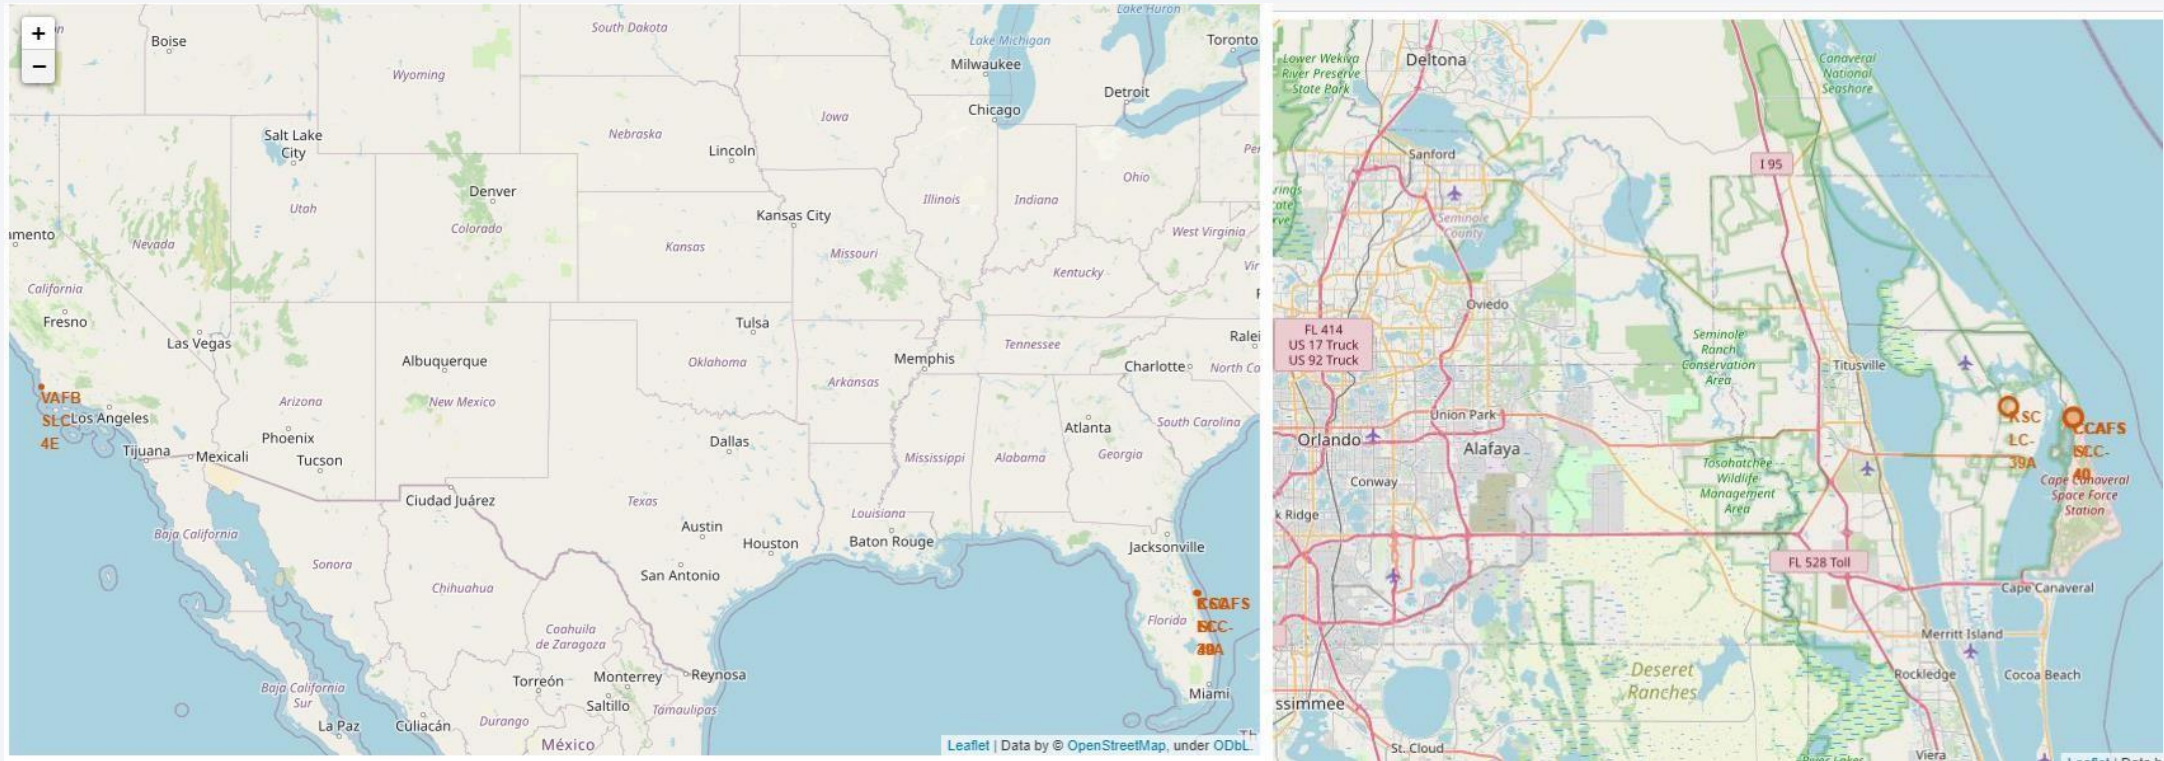 +
−
Boise
South Dakota
Lake Huron
Toronto
Lake Michigan
Milwaukee
Wyoming
Detroit
Chicago
Iowa
Nebraska
Salt Lake
City
Lincoln
Ohio
Denver
Illinois
Indiana
Utah
Kansas City
Colorado
West Virginia
Nevada
Kansas
Missouri
Kentucky
California
Fresno
Tulsa
Las Vegas
Albuquerque
Oklahoma
Memphis
Tennessee
Charlotte
Arkansas
VAFB
SLC-
4E
Los Angeles
Arizona
New Mexico
Phoenix
Atlanta
South Carolina
Tijuana
Mexicali
Tucson
Dallas
Mississippi
Alabama
Georgia
Ciudad Juárez
Texas
Louisiana
Austin
Houston
Baton Rouge
Jacksonville
Baja California
Sonora
San Antonio
Chihuahua
Florida
Coahuila
de Zaragoza
Torreón
Monterrey
Reynosa
Baja California
Sur
Saltillo
Tamaulipas
Miami
La Paz
Culiacán
Durango
México
Leaflet | Data by © OpenStreetMap, under ODbL.
Lower Wekiva
River Preserve
State Park
Deltona
Canaveral
National
Seashore
Sanford
I 95
Seminole
County
Oviedo
FL 414
US 17 Truck
US 92 Truck
Seminole
Ranch
Conservation
Area
Titusville
Union Park
Orlando
Alafaya
KSC
LC-
39A
CCAFS
SLC-
40
Conway
Tosohatchee
Wildlife
Management
Area
Cape Canaveral
Space Force
Station
k Ridge
FL 528 Toll
Cape Canaveral
Merritt Island
Deseret
Ranches
Rockledge
Cocoa Beach
ssimmee
St. Cloud
Viera